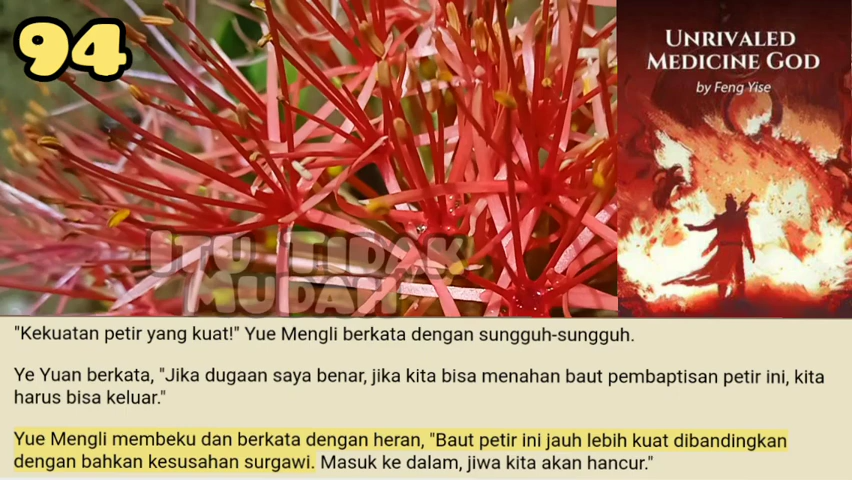 94
UNRIVALED
MEDICINE GOD
by Feng Yise
ITU TIDAK
MUDAH
"Kekuatan petir yang kuat!" Yue Mengli berkata dengan sungguh-sungguh.
Ye Yuan berkata, "Jika dugaan saya benar, jika kita bisa menahan baut pembaptisan petir ini, kita
harus bisa keluar."
Yue Mengli membeku dan berkata dengan heran, "Baut petir ini jauh lebih kuat dibandingkan
dengan bahkan kesusahan surgawi. Masuk ke dalam, jiwa kita akan hancur."